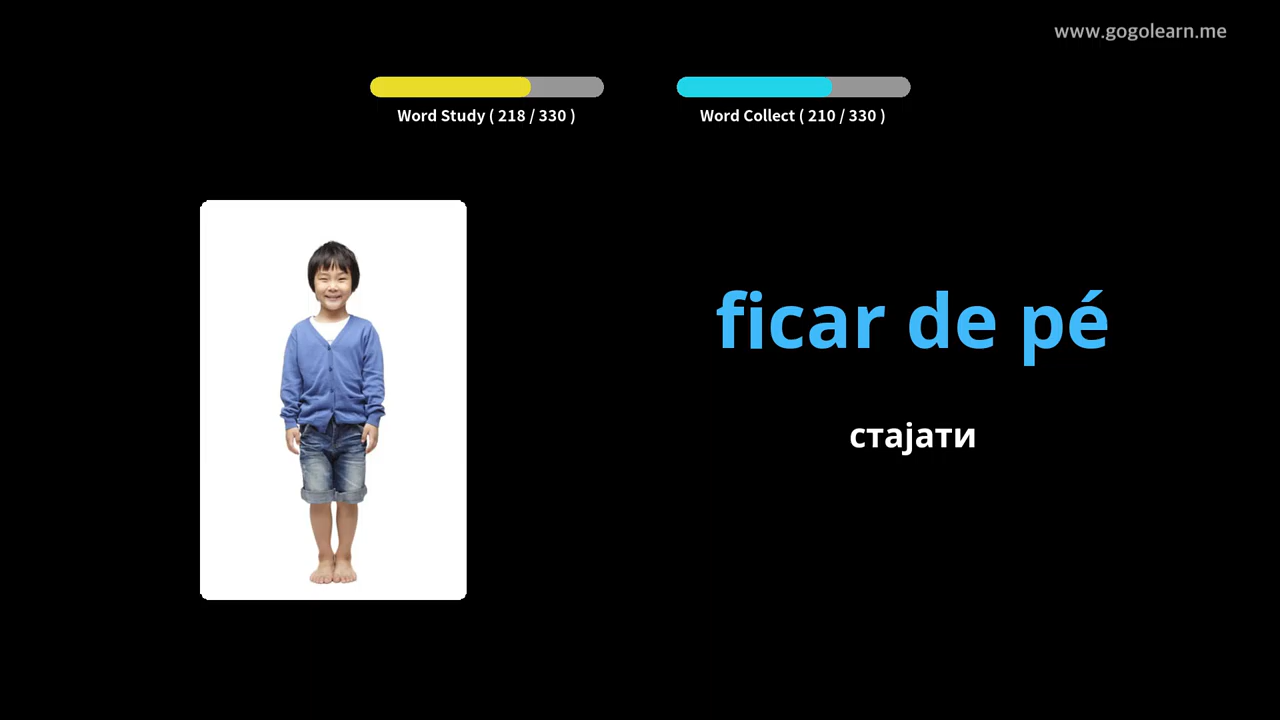 www.gogolearn.me
Word Study ( 218 / 330 )
Word Collect ( 210 / 330 )
ficar de pé
стајати